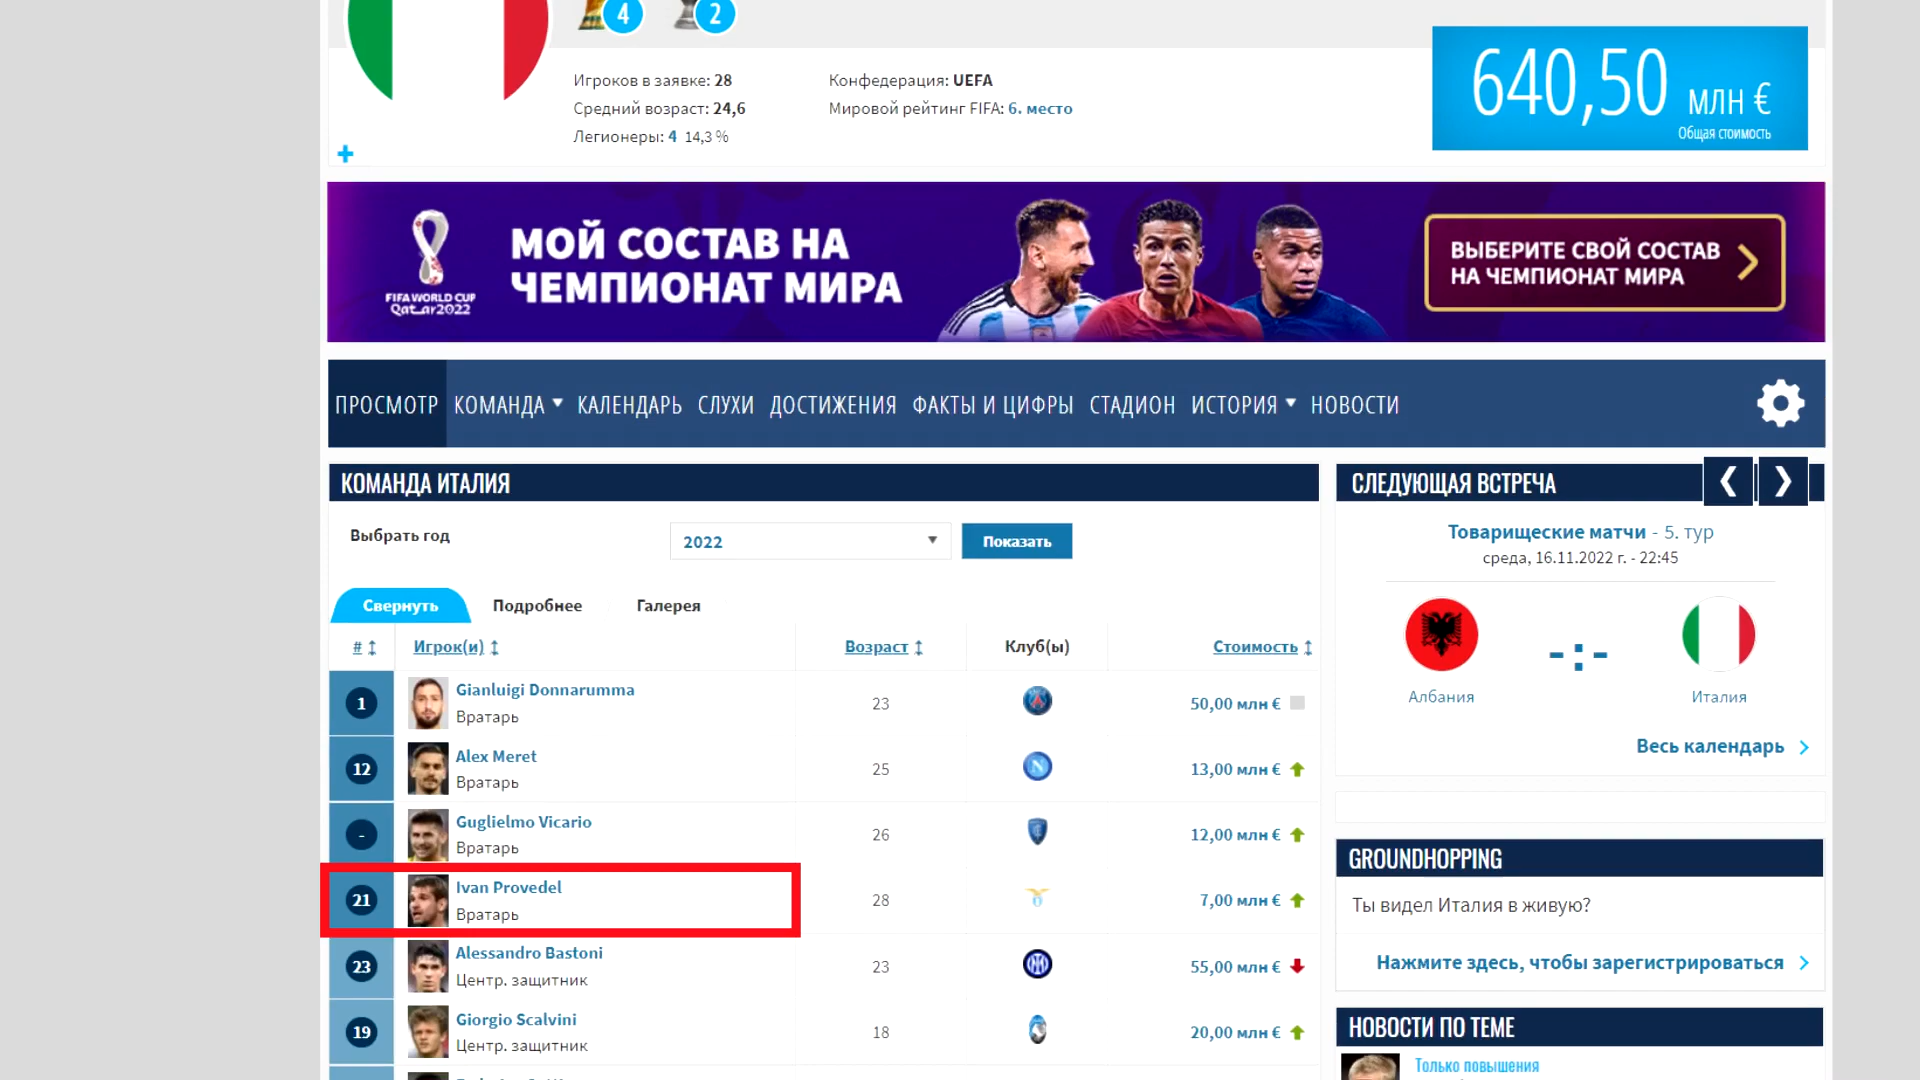 4
2
Игроков в заявке: 28
Средний возраст: 24,6
Легионеры: 4 14,3 %
Конфедерация: UEFA
Мировой рейтинг FIFA: 6. место
640,50 млн €
Общая стоимость
FIFA WORLD CUP
Qatar2022
МОЙ СОСТАВ НА
ЧЕМПИОНАТ МИРА
ВЫБЕРИТЕ СВОЙ СОСТАВ
НА ЧЕМПИОНАТ МИРА
ПРОСМОТР КОМАНДА КАЛЕНДАРЬ СЛУХИ ДОСТИЖЕНИЯ ФАКТЫ И ЦИФРЫ СТАДИОН ИСТОРИЯ НОВОСТИ
КОМАНДА ИТАЛИЯ
Выбрать год
2022
Показать
Свернуть Подробнее Галерея
# Игрок(и) Возраст Клуб(ы) Стоимость
1 Gianluigi Donnarumma 23 50,00 млн €
Вратарь
12 Alex Meret 25 13,00 млн €
Вратарь
- Guglielmo Vicario 26 12,00 млн €
Вратарь
21 Ivan Provedel 28 7,00 млн €
Вратарь
23 Alessandro Bastoni 23 55,00 млн €
Центр. защитник
19 Giorgio Scalvini 18 20,00 млн €
Центр. защитник
СЛЕДУЮЩАЯ ВСТРЕЧА
Товарищеские матчи - 5. тур
среда, 16.11.2022 г. - 22:45
-:-
Албания
Италия
Весь календарь
GROUNDHOPPING
Ты видел Италия в живую?
Нажмите здесь, чтобы зарегистрироваться
НОВОСТИ ПО ТЕМЕ
Только повышения